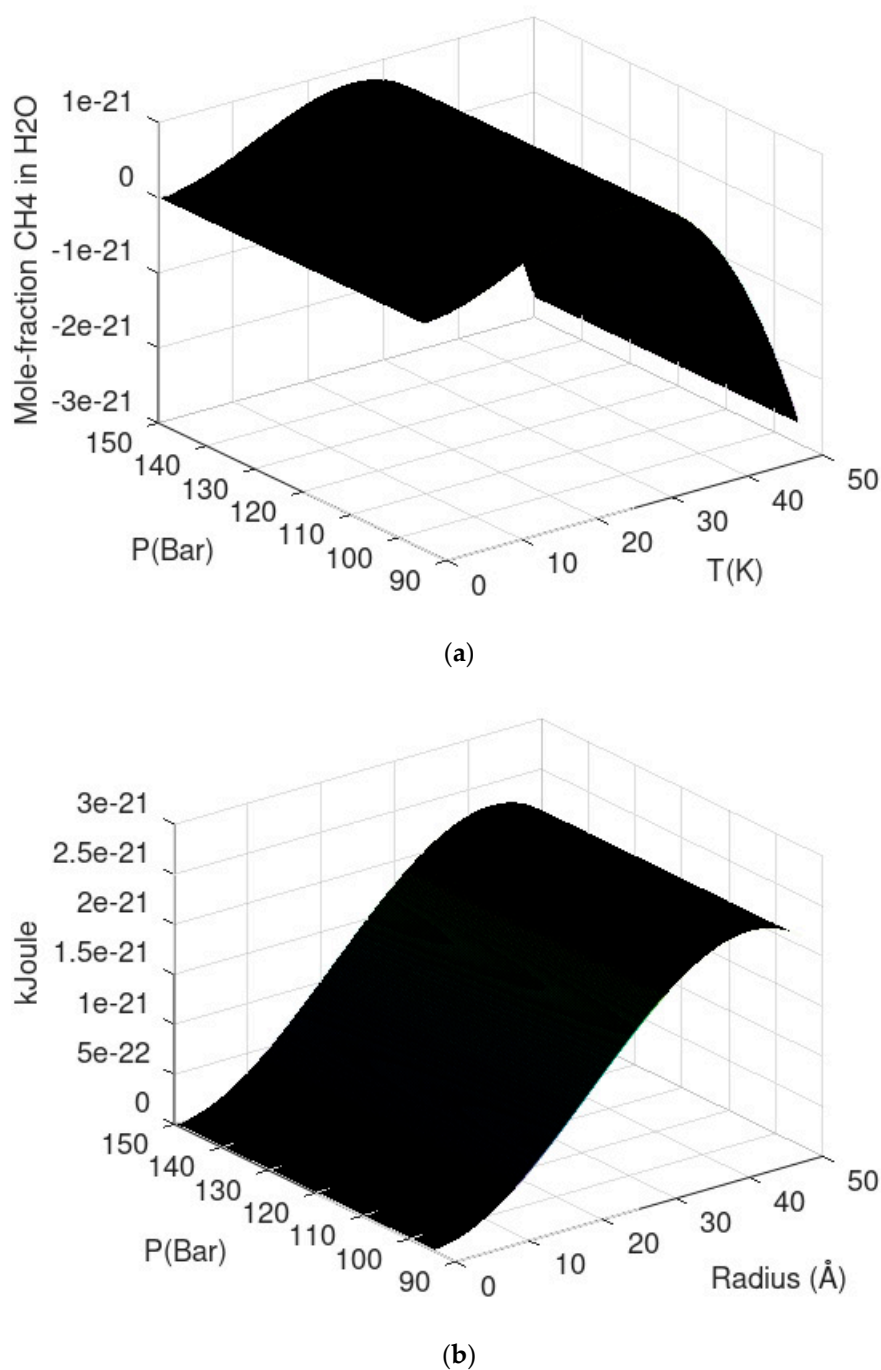 1e-21
0
-1e-21
-2e-21
-3e-21
Mole-fraction CH4 in H2O
150
140
130
120
110
100
90
P(Bar)
0
10
20
30
40
50
T(K)
(a)
3e-21
2.5e-21
2e-21
1.5e-21
1e-21
5e-22
0
kJoule
150
140
130
120
110
100
90
P(Bar)
0
10
20
30
40
50
Radius (Å)
(b)